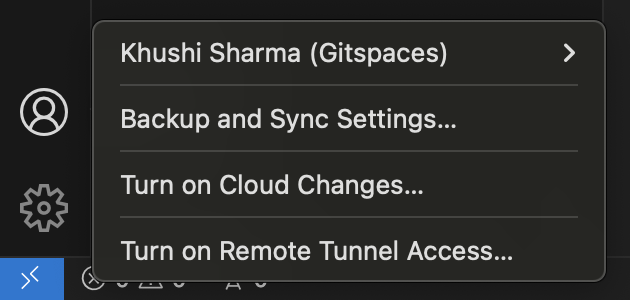 Khushi Sharma (Gitspaces)
Backup and Sync Settings...
Turn on Cloud Changes...
Turn on Remote Tunnel Access...